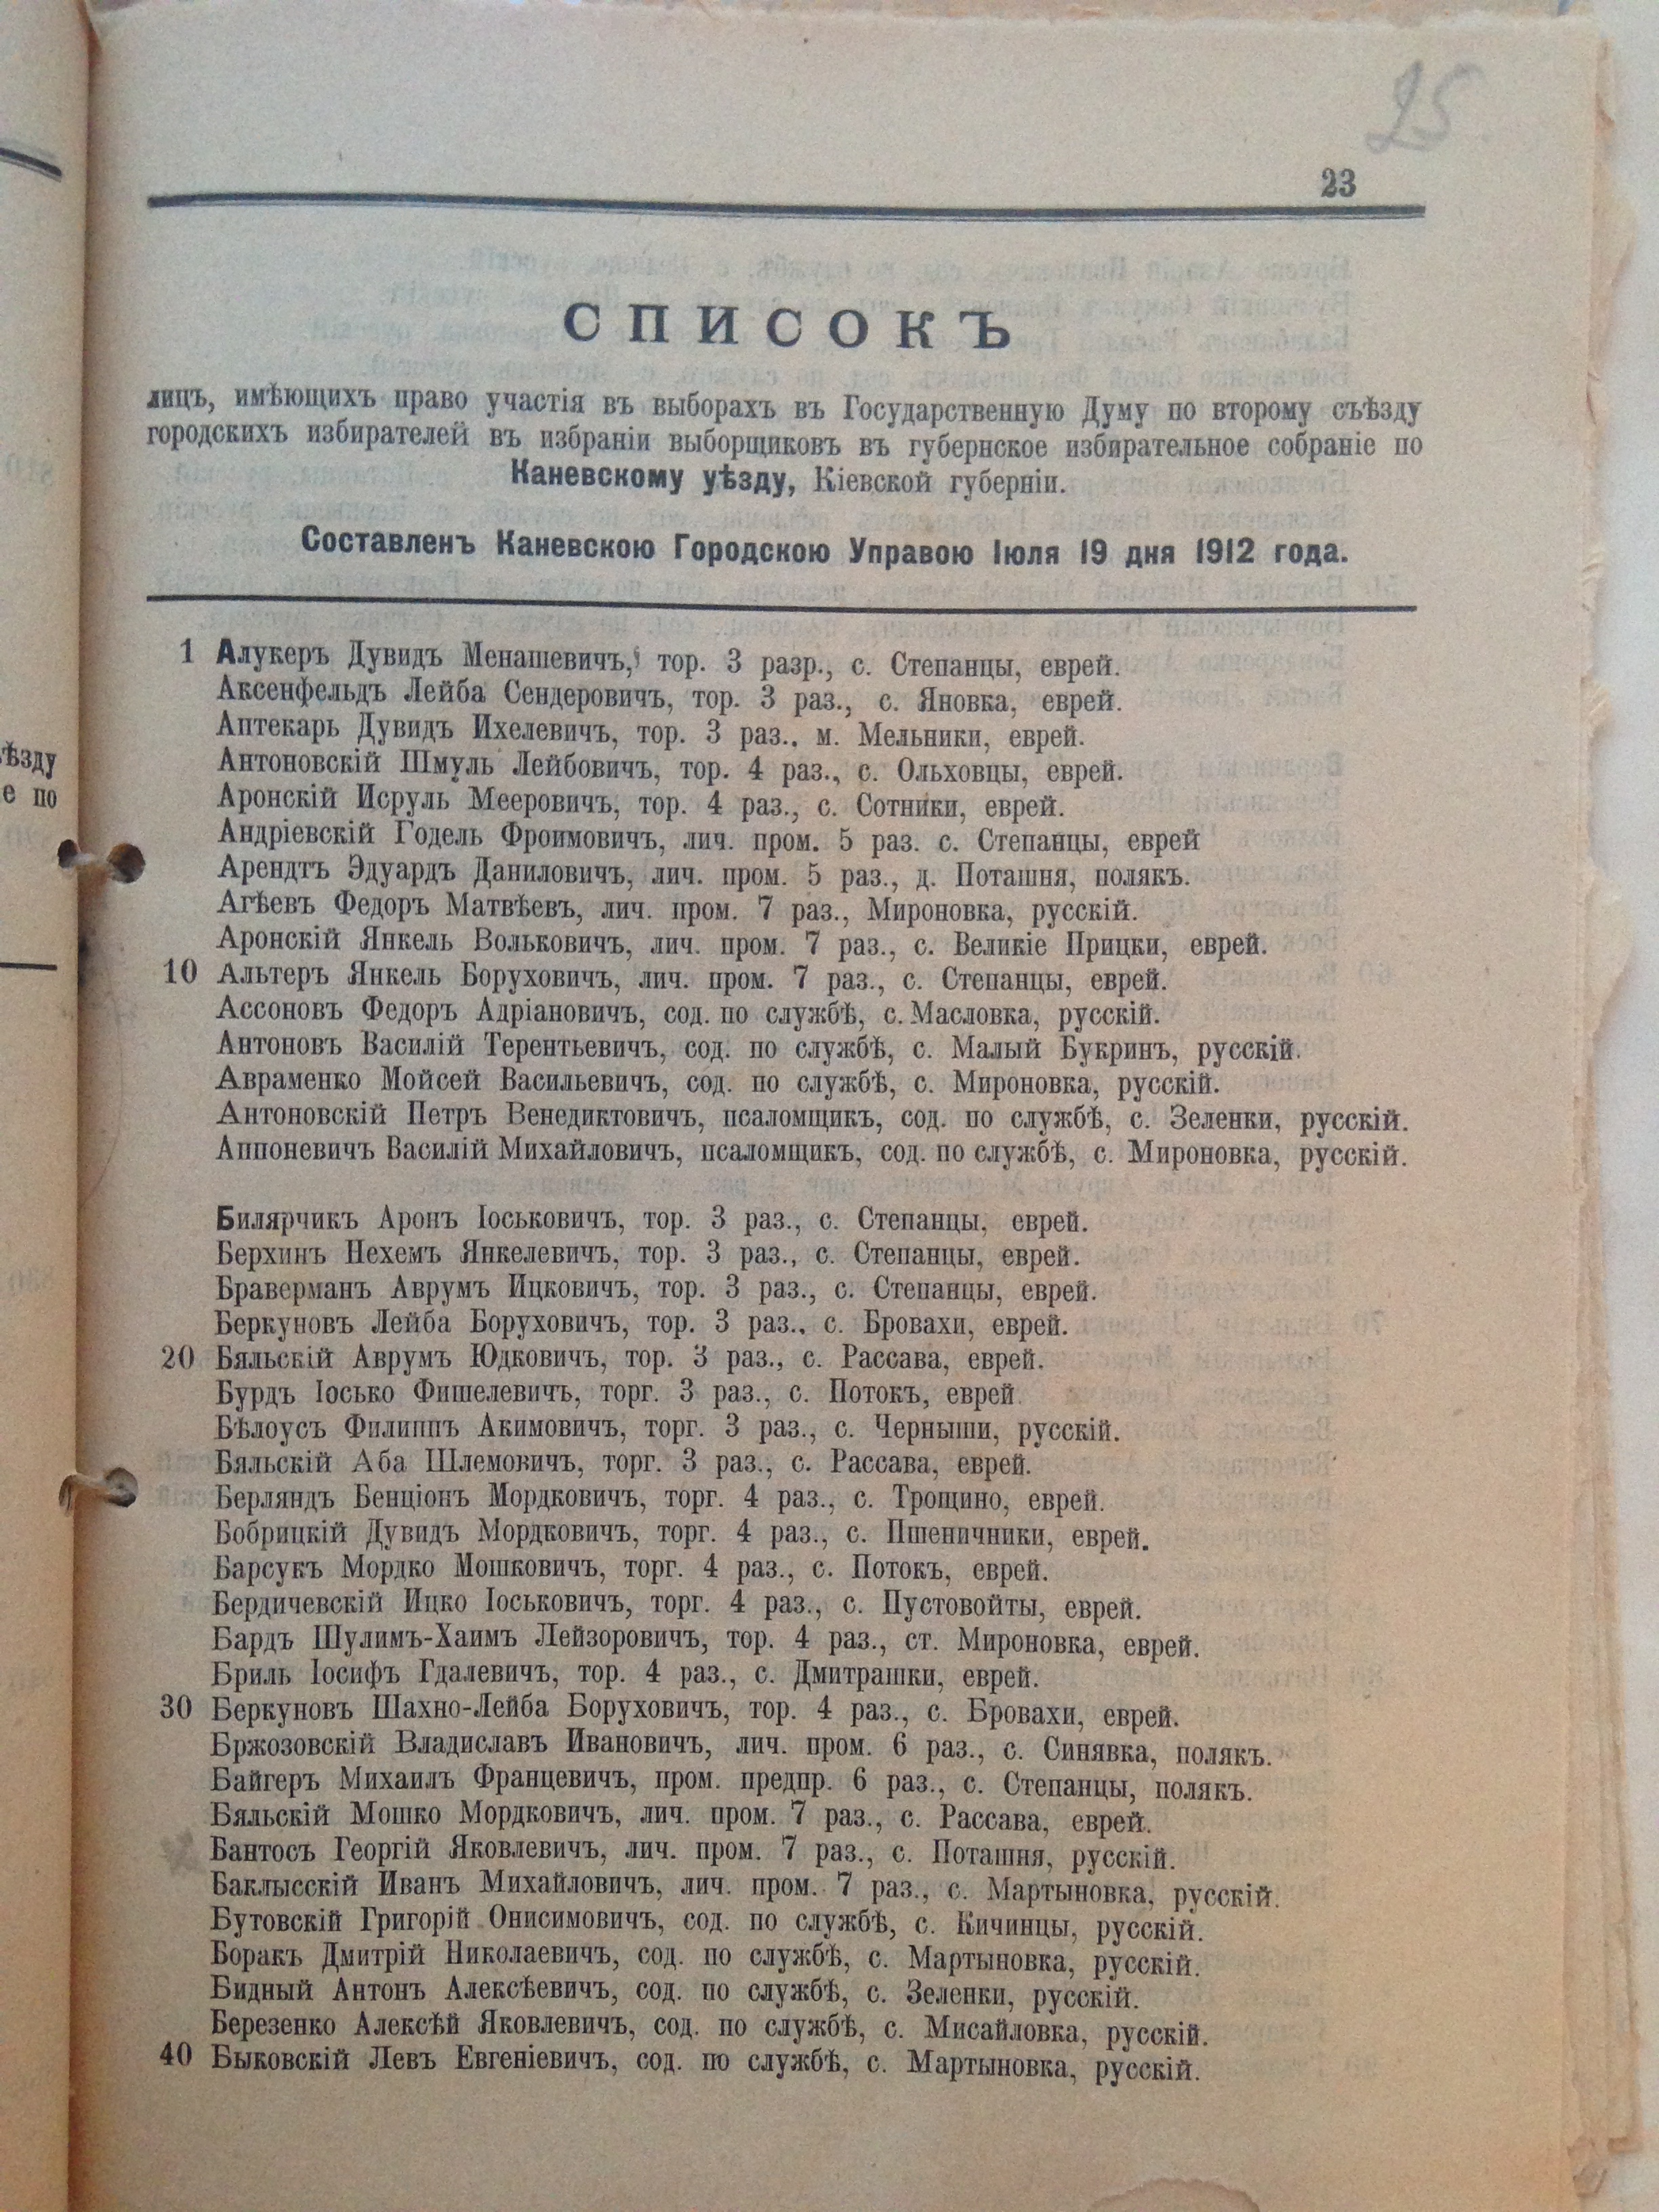 25
23
СПИСОКЪ
лицъ, имѣющихъ право участія въ выборахъ въ Государственную Думу по второму съѣзду
городскихъ избирателей въ избраніи выборщиковъ въ губернское избирательное собраніе по
Каневскому уѣзду, Кіевской губерніи.
Составленъ Каневскою Городскою Управою Іюля 19 дня 1912 года.
1 Алукеръ Дувидъ Менашевичъ, тор. 3 разр., с. Степанцы, еврей.
Аксенфельдъ Лейба Сендеровичъ, тор. 3 раз., с. Яновка, еврей.
Аптекарь Дувидъ Ихелевичъ, тор. 3 раз., м. Мельники, еврей.
Антоновскій Шмуль Лейбовичъ, тор. 4 раз., с. Ольховцы, еврей.
Аронскій Исруль Мееровичъ, тор. 4 раз., с. Сотники, еврей.
Андріевскій Годель Фроимовичъ, лич. пром. 5 раз. с. Степанцы, еврей
Арендтъ Эдуардъ Даниловичъ, лич. пром. 5 раз., д. Поташня, полякъ.
Агѣевъ Федоръ Матвѣевъ, лич. пром. 7 раз., Мироновка, русскій.
Аронскій Янкель Волькович​ъ, лич. пром. 7 раз., с. Великіе Прицки, еврей.
10 Альтеръ Янкель Боруховичъ, лич. пром. 7 раз., с. Степанцы, еврей.
Ассоновъ Федоръ Адріановичъ, сод. по службѣ, с. Масловка, русскій.
Антоновъ Василій Терентьевичъ, сод. по службѣ, с. Малый Букринъ, русскій.
Авраменко Мойсей Васильевичъ, сод. по службѣ, с. Мироновка, русскій.
Антоновскій Петръ Венедиктовичъ, псаломщикъ, сод. по службѣ, с. Зеленки, русскій.
Аппоневичъ Василій Михайловичъ, псаломщикъ, сод. по службѣ, с. Мироновка, русскій.
Билярчикъ Аронъ Іоськовичъ, тор. 3 раз., с. Степанцы, еврей.
Берхинъ Нехемъ Янкелевичъ, тор. 3 раз., с. Степанцы, еврей.
Браверманъ Аврумъ Ицковичъ, тор. 3 раз., с. Степанцы, еврей.
Беркуновъ Лейба Боруховичъ, тор. 3 раз., с. Бровахи, еврей.
20 Бяльскій Аврумъ Юдковичъ, тор. 3 раз., с. Рассава, еврей.
Бурдъ Іосько Фишелевичъ, торг. 3 раз., с. Потокъ, еврей.
Бѣлоусъ Филиппъ Акимовичъ, торг. 3 раз., с. Черныши, русскій.
Бяльскій Аба Шлемовичъ, торг. 3 раз., с. Рассава, еврей.
Берляндъ Бенціонъ Мордковичъ, торг. 4 раз., с. Трощино, еврей.
Бобрицкій Дувидъ Мордковичъ, торг. 4 раз., с. Пшеничники, еврей.
Барсукъ Мордко Мошковичъ, торг. 4 раз., с. Потокъ, еврей.
Бердичевскій Ицко Іоськовичъ, торг. 4 раз., с. Пустовойты, еврей.
Бардъ Шулимъ-Хаимъ Лейзоровичъ, тор. 4 раз., ст. Мироновка, еврей.
Бриль Іосифъ Гдалевичъ, тор. 4 раз., с. Дмитрашки, еврей.
30 Беркуновъ Шахно-Лейба Боруховичъ, тор. 4 раз., с. Бровахи, еврей.
Бржозовскій Владиславъ Ивановичъ, лич. пром. 6 раз., с. Синявка, полякъ.
Байгеръ Михаилъ Францевичъ, пром. предпр. 6 раз., с. Степанцы, полякъ.
Бяльскій Мошко Мордковичъ, лич. пром. 7 раз., с. Рассава, еврей.
Бантосъ Георгій Яковлевичъ, лич. пром. 7 раз., с. Поташня, русскій.
Баклысскій Иванъ Михайловичъ, лич. пром. 7 раз., с. Мартыновка, русскій.
Бутовскій Григорій Онисимовичъ, сод. по службѣ, с. Кичинцы, русскій.
Боракъ Дмитрій Николаевичъ, сод. по службѣ, с. Мартыновка, русскій.
Бидный Антонъ Алексѣевичъ, сод. по службѣ, с. Зеленки, русскій.
Березенко Алексѣй Яковлевичъ, сод. по службѣ, с. Мисайловка, русскій.
40 Быковскій Левъ Евгеніевичъ, сод. по службѣ, с. Мартыновка, русскій.